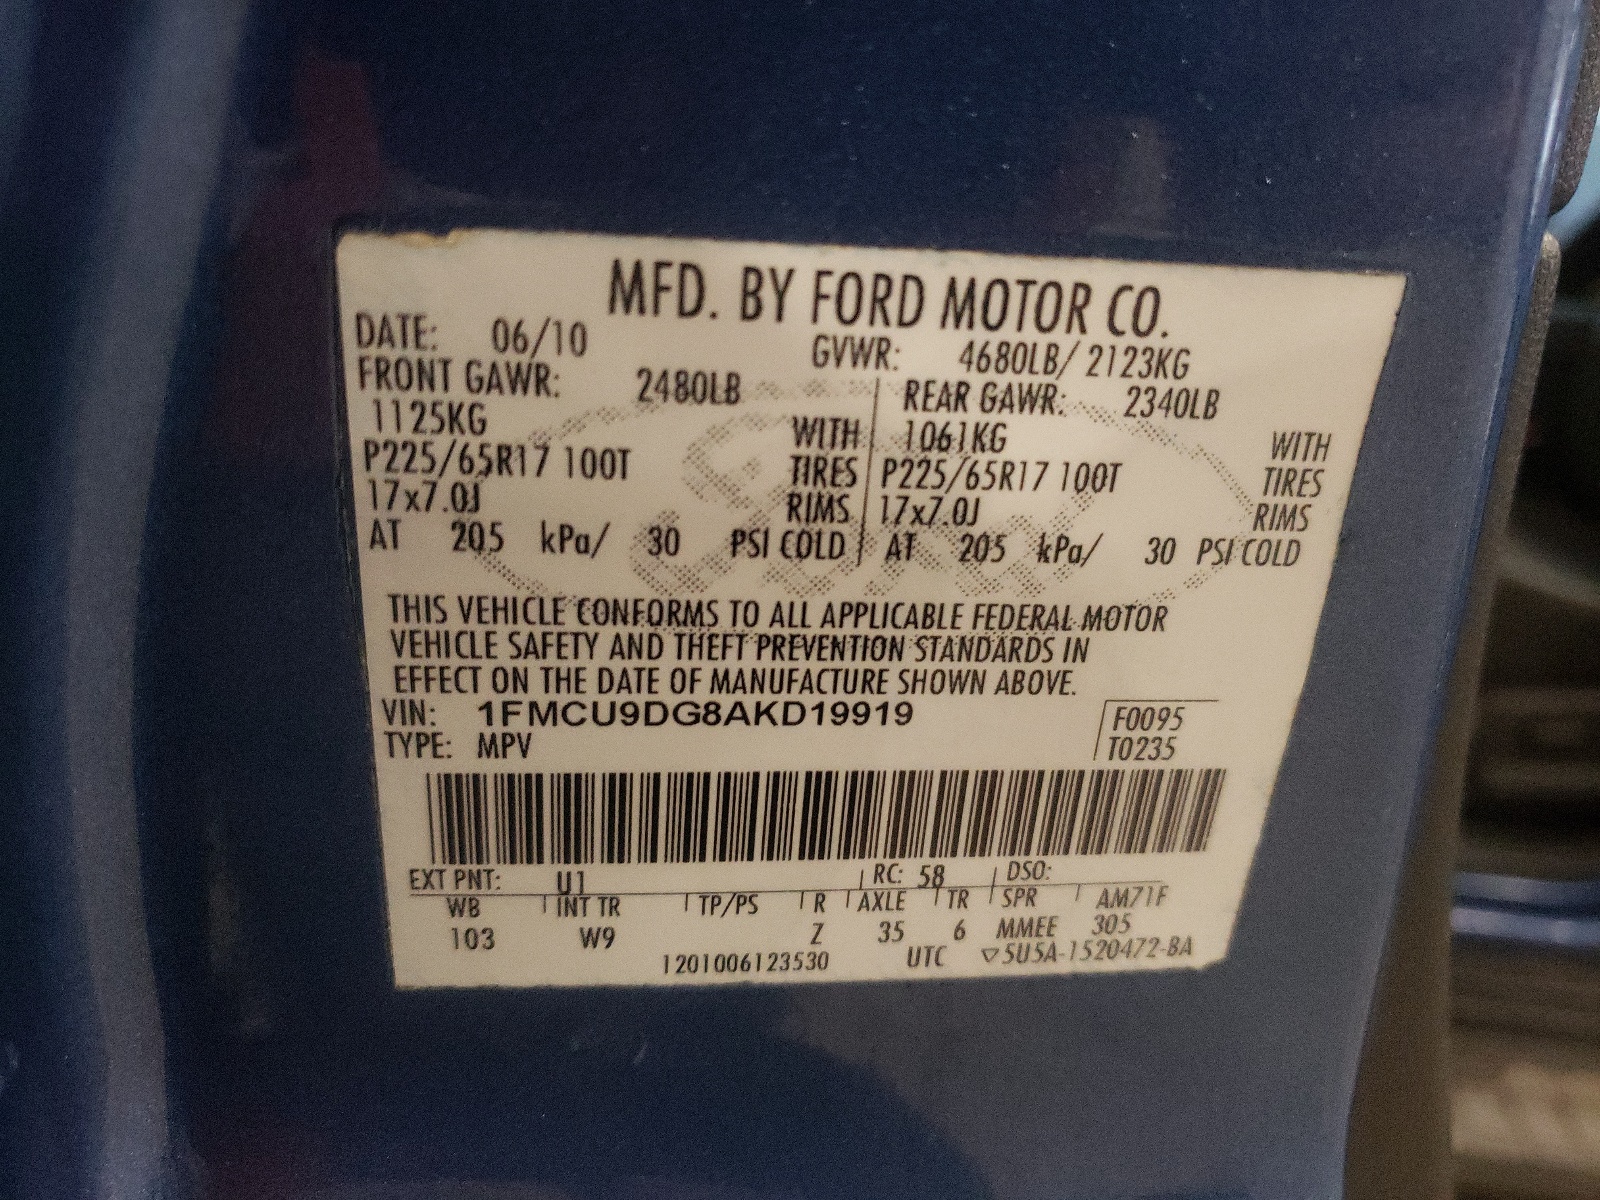 MFD. BY FORD MOTOR CO.
DATE: 06/10 GVWR: 4680LB/ 2123KG
FRONT GAWR: 2480LB REAR GAWR: 2340LB
1125KG WITH 1061KG WITH
P225/65R17 100T TIRES P225/65R17 100T TIRES
17x7.0J RIMS 17x7.0J RIMS
AT 205 kPa/ 30 PSI COLD AT 205 kPa/ 30 PSI COLD
THIS VEHICLE CONFORMS TO ALL APPLICABLE FEDERAL MOTOR
VEHICLE SAFETY AND THEFT PREVENTION STANDARDS IN
EFFECT ON THE DATE OF MANUFACTURE SHOWN ABOVE.
VIN: 1FMCU9DG8AKD19919 F0095
TYPE: MPV T0235
EXT PNT: U1 RC: 58 DSO:
WB INT TR TP/PS R AXLE TR SPR AM71F
103 W9 Z 35 6 MMEE 305
1201006123530 UTC ▽5U5A-1520472-BA